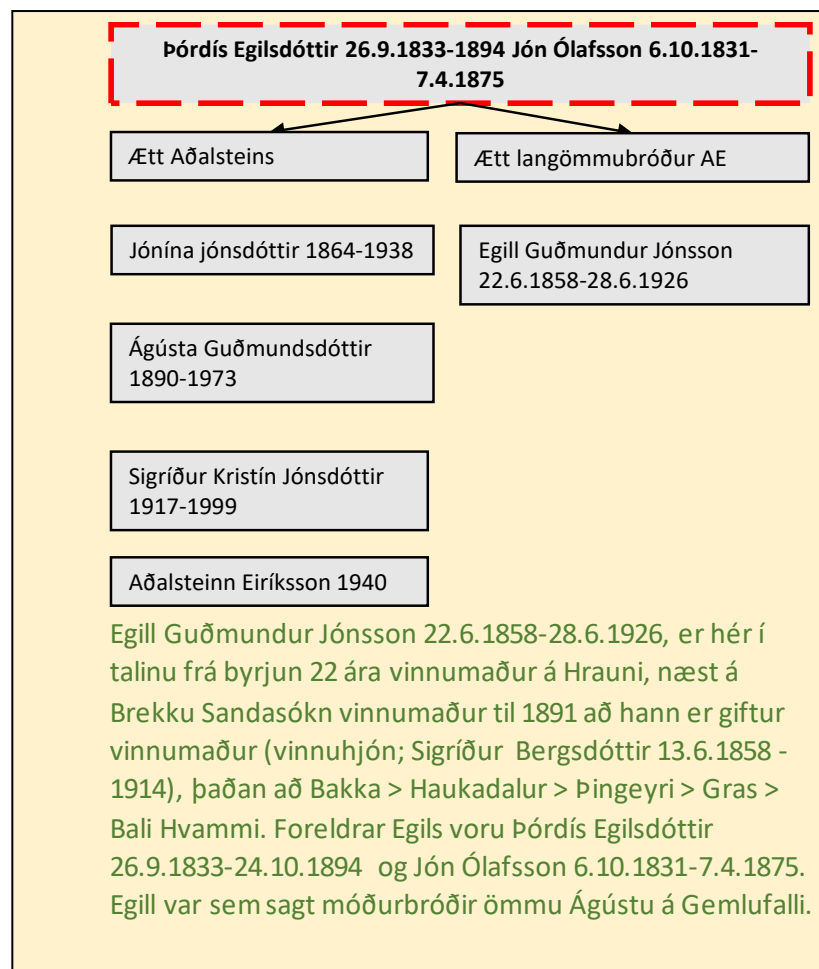 Þórdís Egilsdóttir 26.9.1833-1894 Jón Ólafsson 6.10.1831-
7.4.1875
Ætt Aðalsteins
Ætt langömmubróður AE
Jónína jónsdóttir 1864-1938
Egill Guðmundur Jónsson
22.6.1858-28.6.1926
Ágústa Guðmundsdóttir
1890-1973
Sigríður Kristín Jónsdóttir
1917-1999
Aðalsteinn Eiríksson 1940
Egill Guðmundur Jónsson 22.6.1858-28.6.1926, er hér í
talinu frá byrjun 22 ára vinnumaður á Hrauni, næst á
Brekku Sandasókn vinnumaður til 1891 að hann er giftur
vinnumaður (vinnuhjón; Sigríður Bergsdóttir 13.6.1858 -
1914), þaðan að Bakka > Haukadalur > Þingeyri > Gras >
Bali Hvammi. Foreldrar Egils voru Þórdís Egilsdóttir
26.9.1833-24.10.1894 og Jón Ólafsson 6.10.1831-7.4.1875.
Egill var sem sagt móðurbróðir ömmu Ágústu á Gemlufalli.